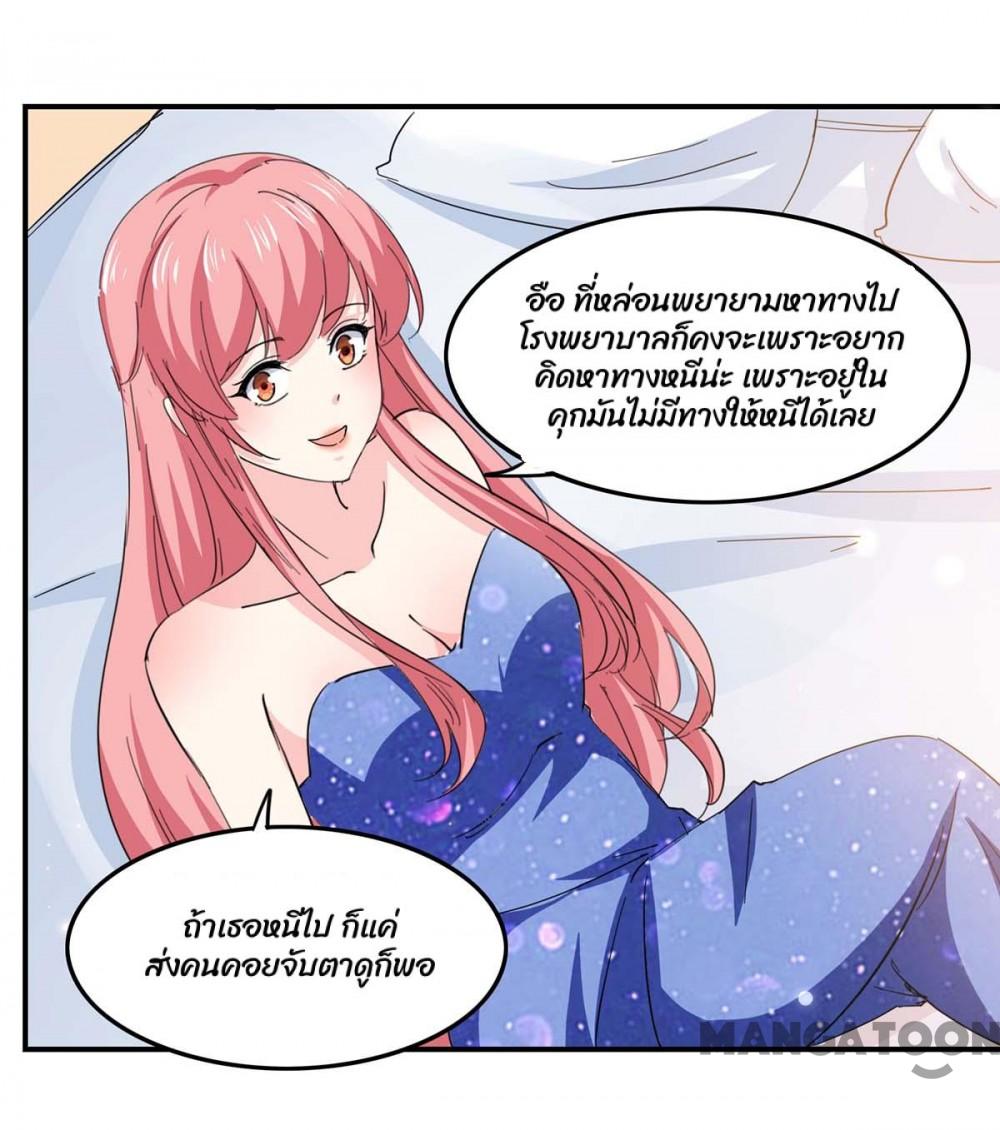 อือ ที่หล่อนพยายามหาทางไป
โรงพยาบาลก็คงจะเพราะอยาก
คิดหาทางหนีน่ะ เพราะอยู่ใน
คุกมันไม่มีทางให้หนีได้เลย
ถ้าเธอหนีไป ก็แค่
ส่งคนคอยจับตาดูก็พอ
MANGATOON